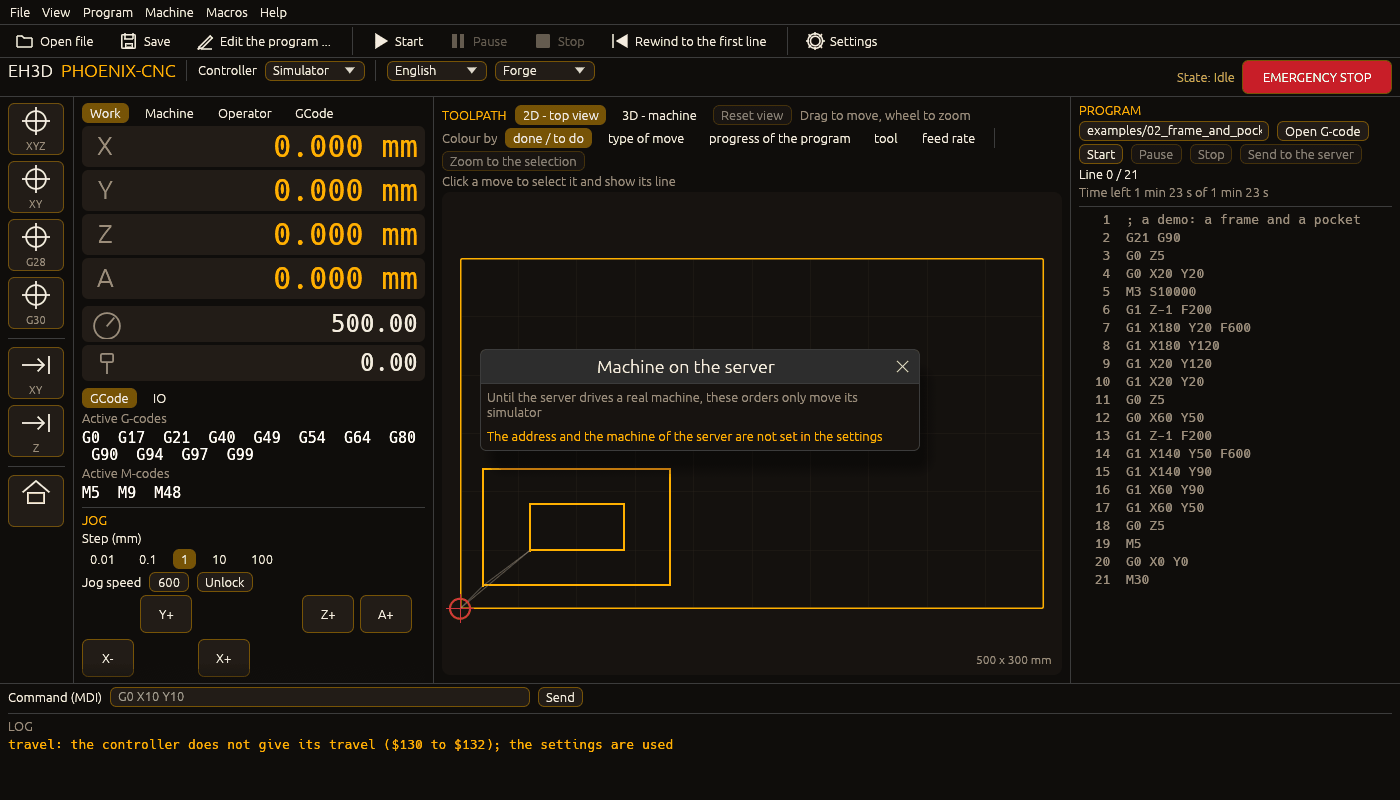 File View Program Machine Macros Help
Open file Save Edit the program ... Start Pause Stop Rewind to the first line Settings
EH3D PHOENIX-CNC Controller Simulator English Forge State: Idle EMERGENCY STOP
XYZ
XY
G28
G30
XY
Z
Work Machine Operator GCode
X 0.000 mm
Y 0.000 mm
Z 0.000 mm
A 0.000 mm
500.00
0.00
GCode IO
Active G-codes
G0 G17 G21 G40 G49 G54 G64 G80
G90 G94 G97 G99
Active M-codes
M5 M9 M48
JOG
Step (mm)
0.01 0.1 1 10 100
Jog speed 600 Unlock
Y+ Z+ A+
X- X+
TOOLPATH 2D - top view 3D - machine Reset view Drag to move, wheel to zoom
Colour by done / to do type of move progress of the program tool feed rate
Zoom to the selection
Click a move to select it and show its line
Machine on the server
Until the server drives a real machine, these orders only move its
simulator
The address and the machine of the server are not set in the settings
500 x 300 mm
PROGRAM
examples/02_frame_and_pock Open G-code
Start Pause Stop Send to the server
Line 0 / 21
Time left 1 min 23 s of 1 min 23 s
1 ; a demo: a frame and a pocket
2 G21 G90
3 G0 Z5
4 G0 X20 Y20
5 M3 S10000
6 G1 Z-1 F200
7 G1 X180 Y20 F600
8 G1 X180 Y120
9 G1 X20 Y120
10 G1 X20 Y20
11 G0 Z5
12 G0 X60 Y50
13 G1 Z-1 F200
14 G1 X140 Y50 F600
15 G1 X140 Y90
16 G1 X60 Y90
17 G1 X60 Y50
18 G0 Z5
19 M5
20 G0 X0 Y0
21 M30
Command (MDI) G0 X10 Y10 Send
LOG
travel: the controller does not give its travel ($130 to $132); the settings are used